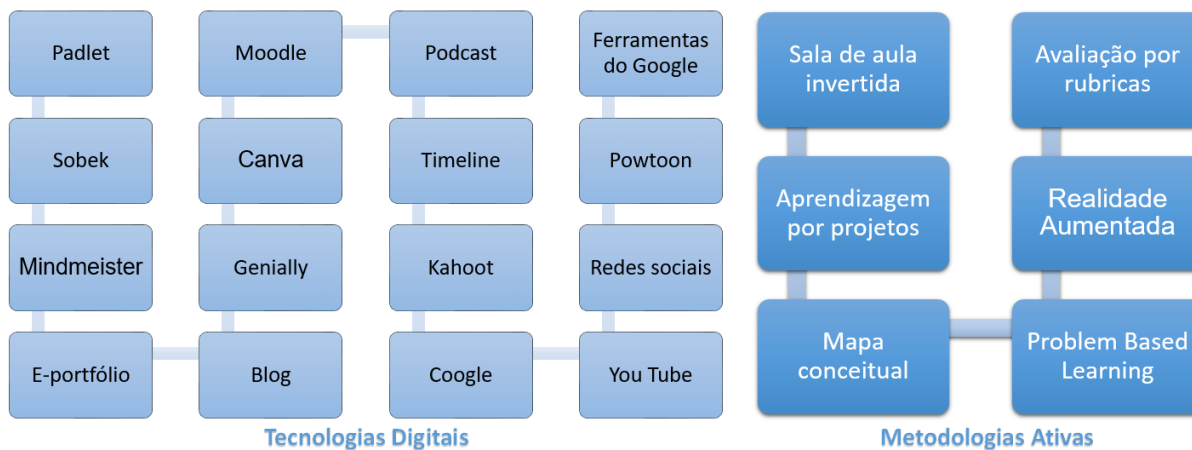 Padlet
Moodle
Podcast
Ferramentas
do Google
Sobek
Canva
Timeline
Powtoon
Mindmeister
Genially
Kahoot
Redes sociais
E-portfólio
Blog
Coogle
You Tube
Tecnologias Digitais
Sala de aula
invertida
Avaliação por
rubricas
Aprendizagem
por projetos
Realidade
Aumentada
Mapa
conceitual
Problem Based
Learning
Metodologias Ativas